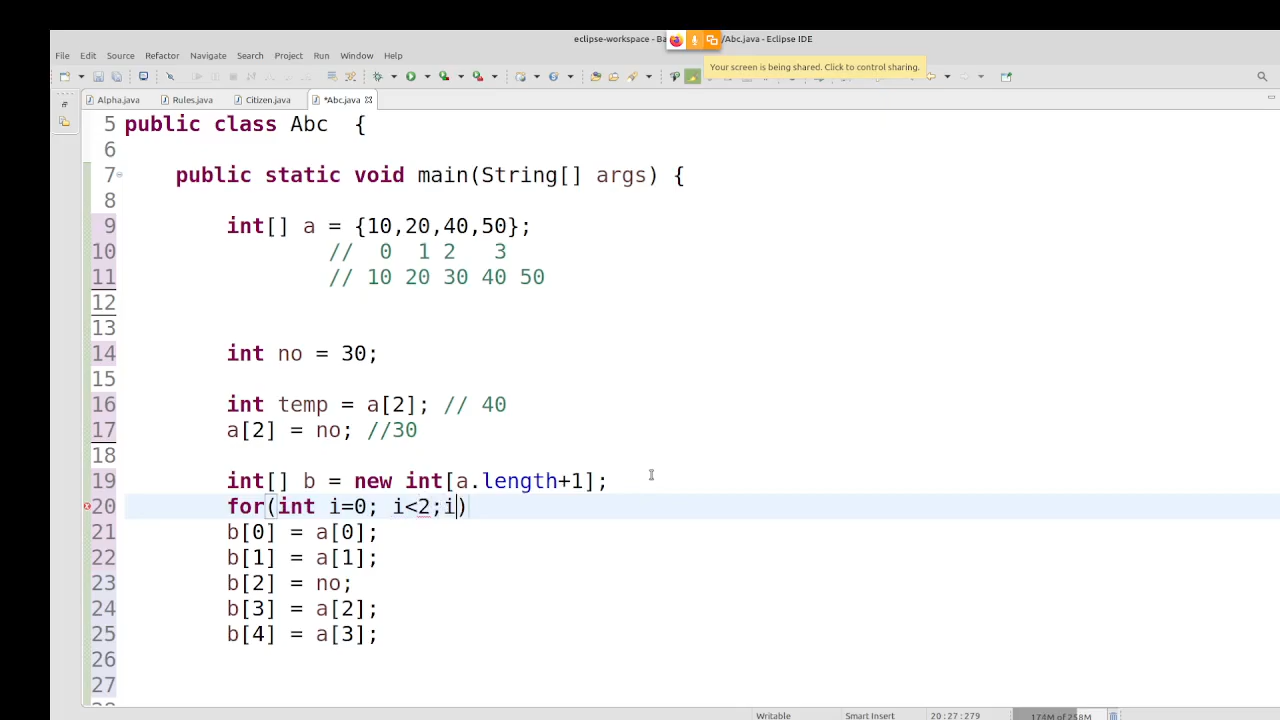 eclipse-workspace - Ba /Abc.java - Eclipse IDE
File Edit Source Refactor Navigate Search Project Run Window Help
Your screen is being shared. Click to control sharing.
Alpha.java Rules.java Citizen.java *Abc.java
5 public class Abc {
6
7 public static void main(String[] args) {
8
9 int[] a = {10,20,40,50};
10 // 0 1 2 3
11 // 10 20 30 40 50
12
13
14 int no = 30;
15
16 int temp = a[2]; // 40
17 a[2] = no; //30
18
19 int[] b = new int[a.length+1];
20 for(int i=0; i<2;i)
21 b[0] = a[0];
22 b[1] = a[1];
23 b[2] = no;
24 b[3] = a[2];
25 b[4] = a[3];
26
27
28
Writable Smart Insert 20:27:279 174M of 258M